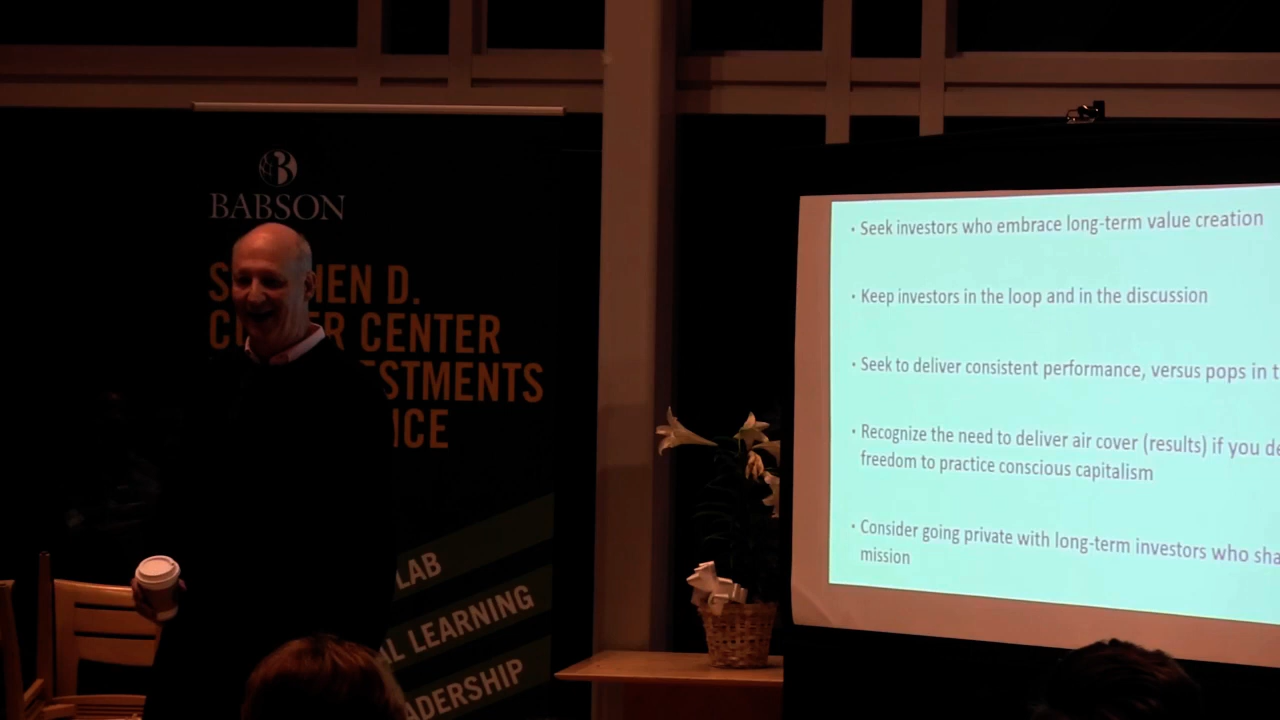 BABSON
S HEN D.
C R CENTER
STMENTS
ICE
LAB
L LEARNING
ADERSHIP
• Seek investors who embrace long-term value creation
• Keep investors in the loop and in the discussion
• Seek to deliver consistent performance, versus pops in t
• Recognize the need to deliver air cover (results) if you de
freedom to practice conscious capitalism
• Consider going private with long-term investors who sha
mission